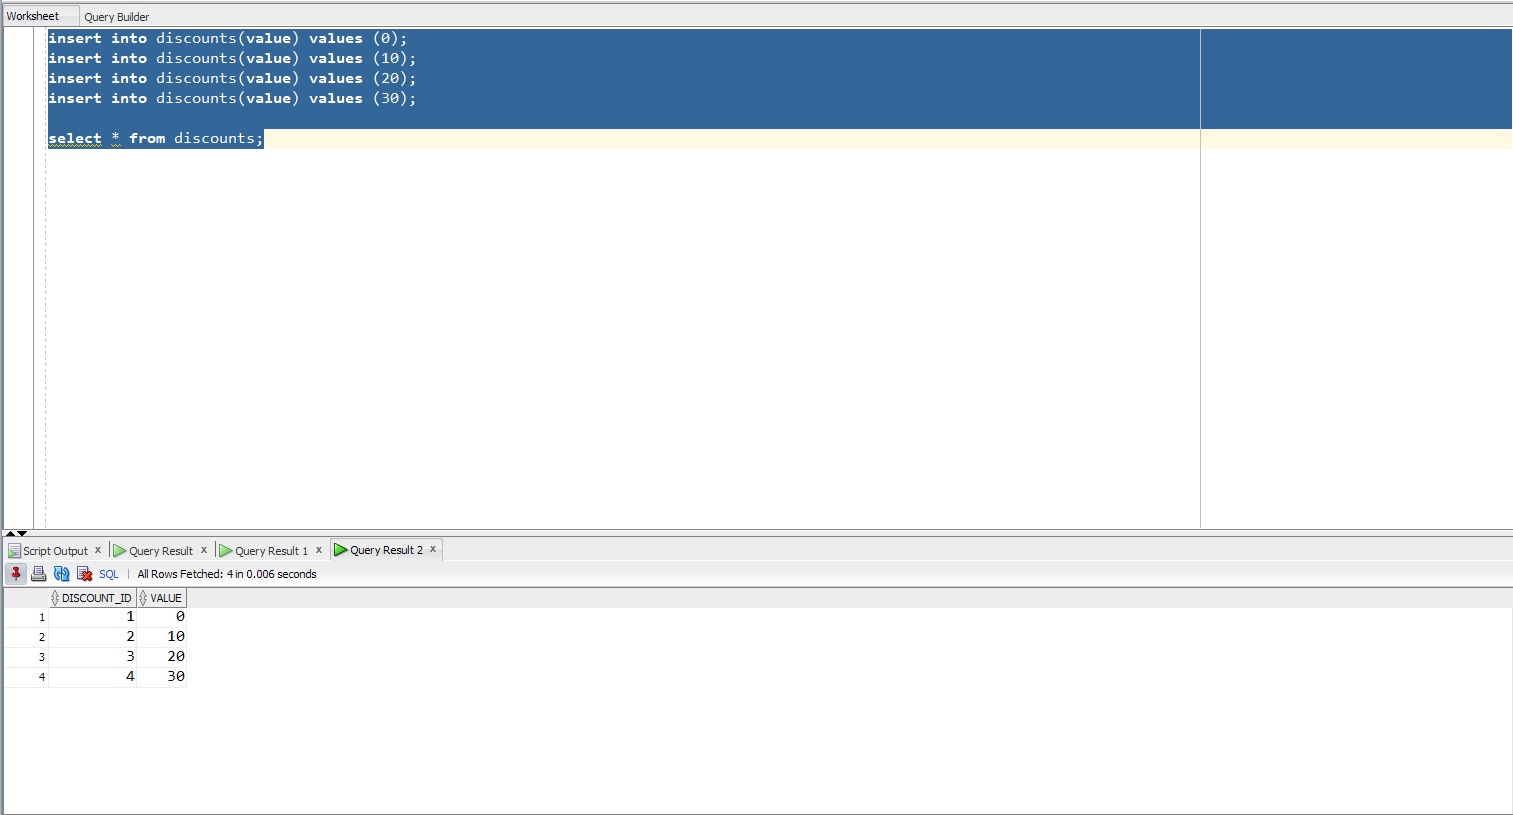 Worksheet Query Builder
insert into discounts(value) values (0);
insert into discounts(value) values (10);
insert into discounts(value) values (20);
insert into discounts(value) values (30);
select * from discounts;
Script Output x Query Result x Query Result 1 x Query Result 2 x
SQL | All Rows Fetched: 4 in 0.006 seconds
DISCOUNT_ID VALUE
1 1 0
2 2 10
3 3 20
4 4 30